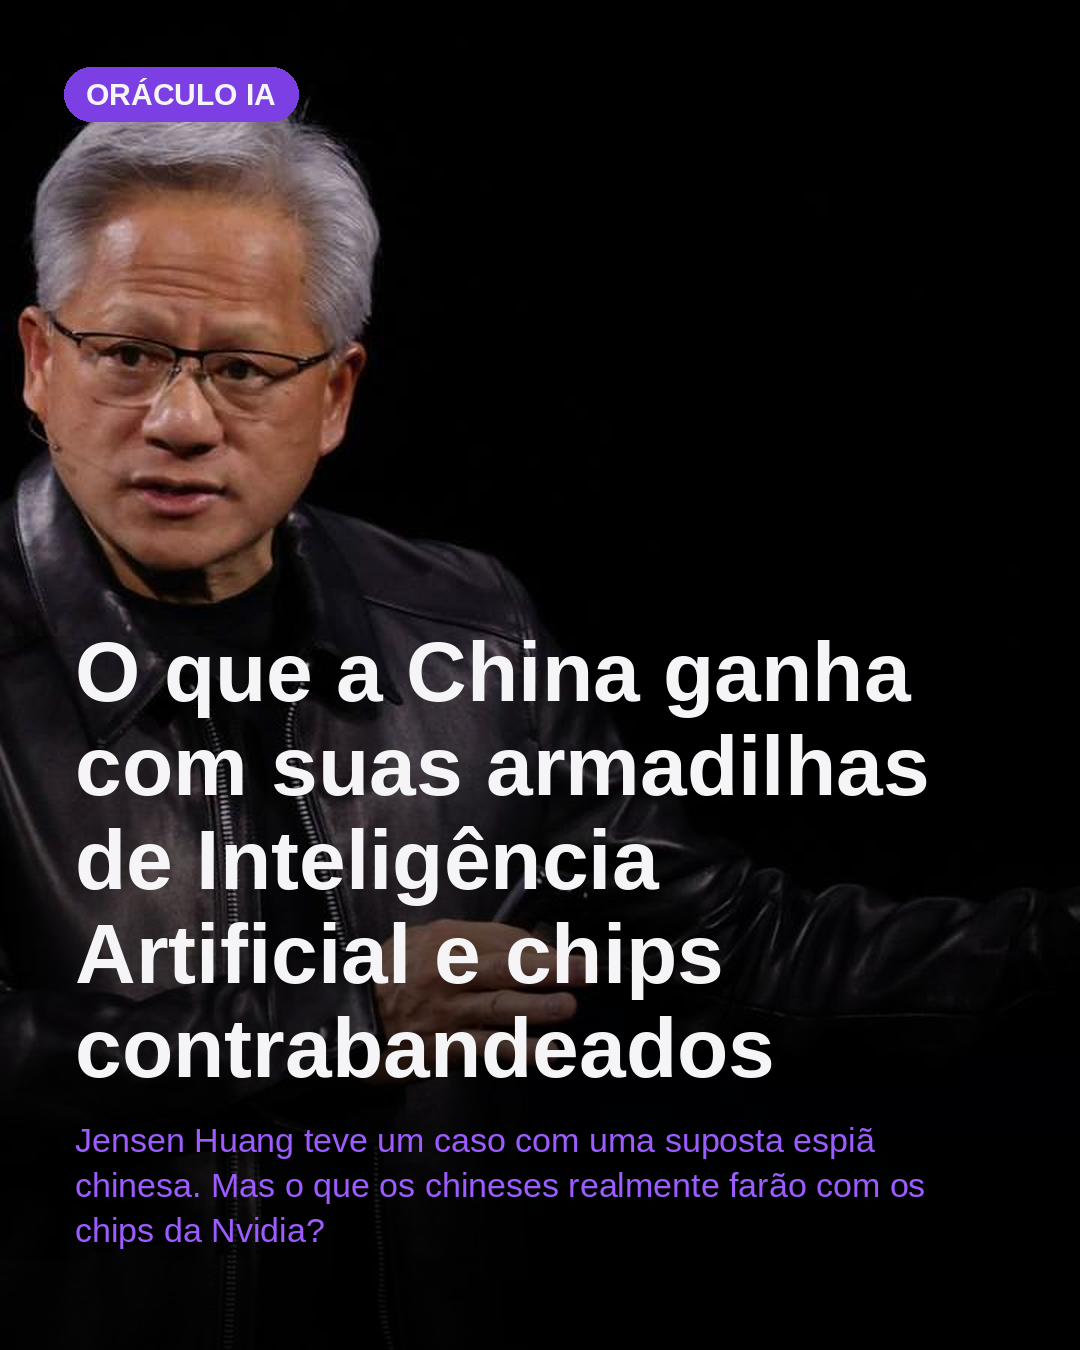 ORÁCULO IA
O que a China ganha
com suas armadilhas
de Inteligência
Artificial e chips
contrabandeados
Jensen Huang teve um caso com uma suposta espiã
chinesa. Mas o que os chineses realmente farão com os
chips da Nvidia?